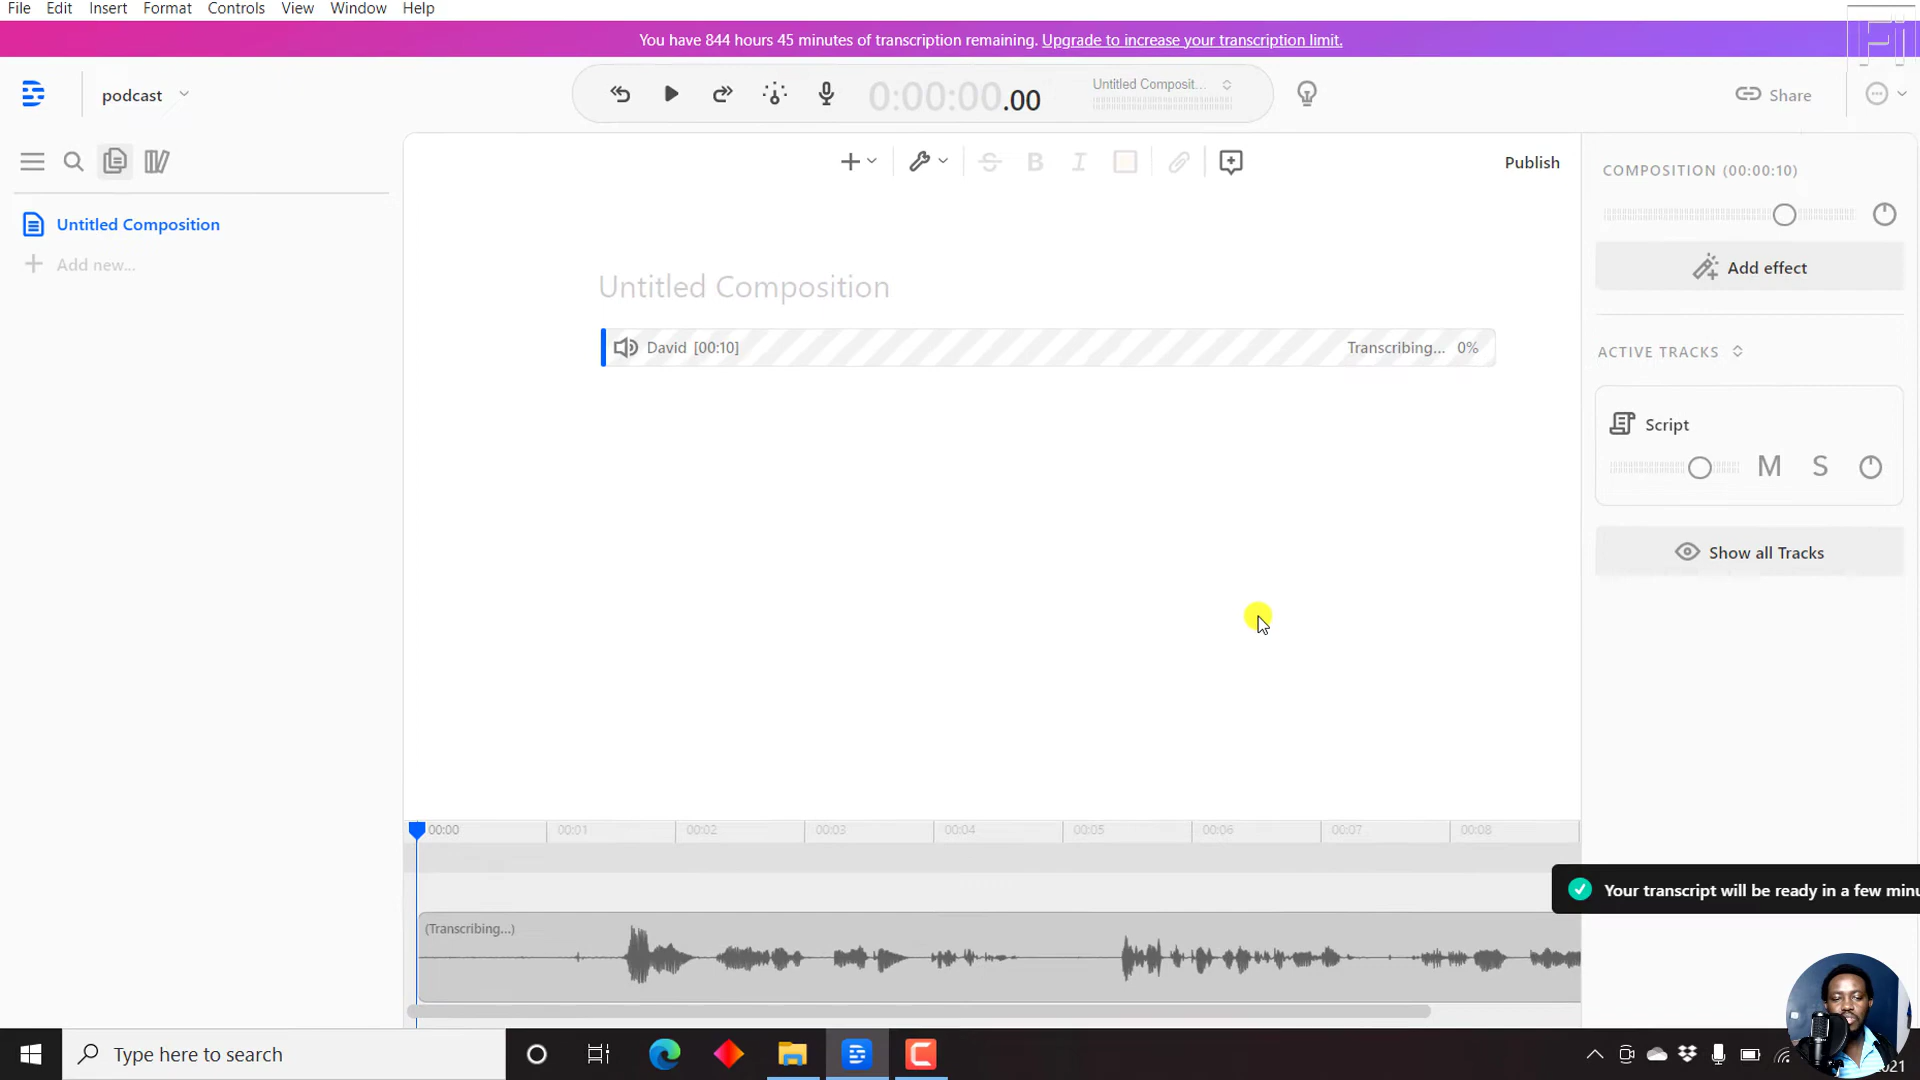 File Edit Insert Format Controls View Window Help
You have 844 hours 45 minutes of transcription remaining. Upgrade to increase your transcription limit.
podcast
0:00:00.00
Untitled Composit...
Share
Publish
COMPOSITION (00:00:10)
Untitled Composition
Add new...
Add effect
Untitled Composition
David [00:10] Transcribing... 0%
ACTIVE TRACKS
Script
M S
Show all Tracks
00:00 00:01 00:02 00:03 00:04 00:05 00:06 00:07 00:08
Your transcript will be ready in a few minu
(Transcribing...)
Type here to search
2021